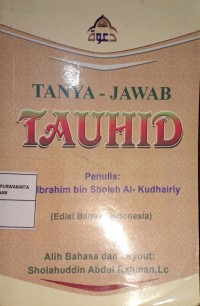 دعوة
TANYA - JAWAB
TAUHID
Penulis:
Ibrahim bin Sholeh Al- Kudhairiy
PURWAKARTA
(Edisi Bahasa Indonesia)
Alih Bahasa dan Layout:
Sholahuddin Abdul Rahman,Lc